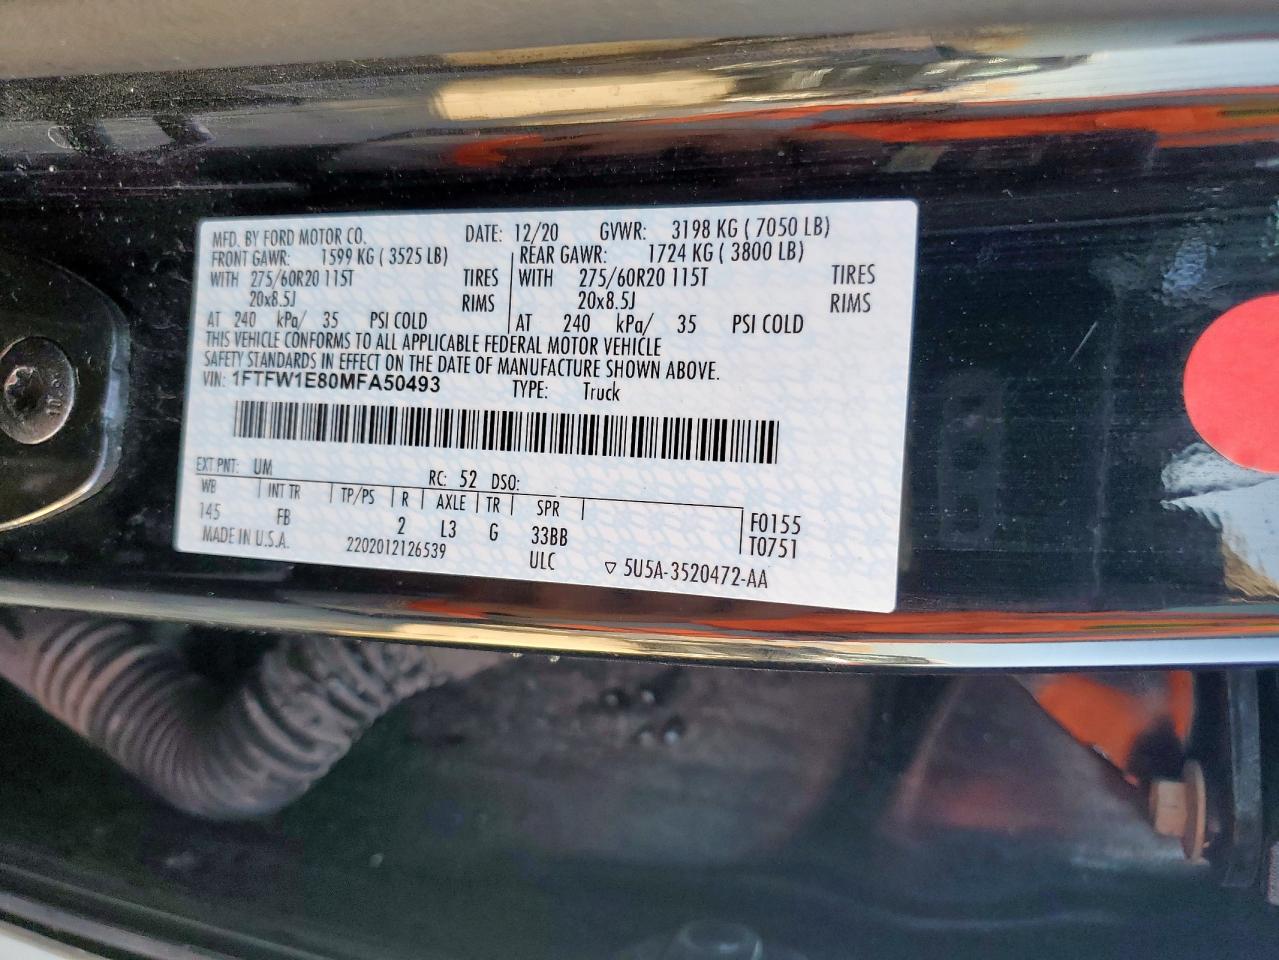 MFD. BY FORD MOTOR CO. DATE: 12/20 GVWR: 3198 KG ( 7050 LB)
FRONT GAWR: 1599 KG ( 3525 LB) REAR GAWR: 1724 KG ( 3800 LB)
WITH 275/60R20 115T TIRES WITH 275/60R20 115T TIRES
20x8.5J RIMS 20x8.5J RIMS
AT 240 kPa/ 35 PSI COLD AT 240 kPa/ 35 PSI COLD
THIS VEHICLE CONFORMS TO ALL APPLICABLE FEDERAL MOTOR VEHICLE
SAFETY STANDARDS IN EFFECT ON THE DATE OF MANUFACTURE SHOWN ABOVE.
VIN: 1FTFW1E80MFA50493 TYPE: Truck
EXT PNT: UM RC: 52 DSO:
WB INT TR TP/PS R AXLE TR SPR
145 FB 2 L3 G 33BB F0155
T0751
MADE IN U.S.A. 2202012126539 ULC ▽ 5U5A-3520472-AA